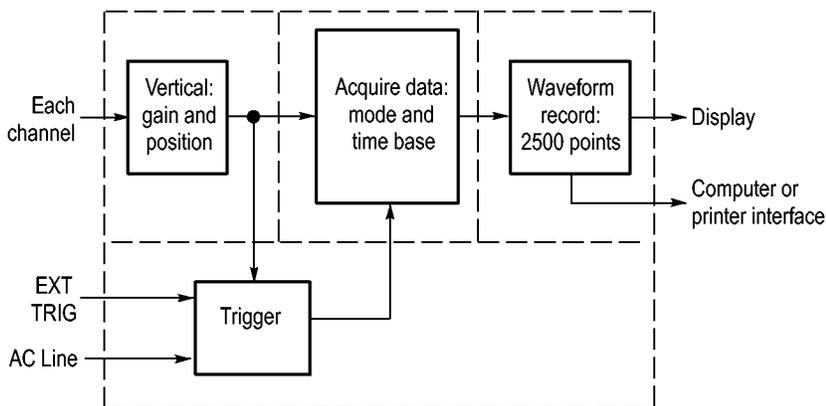 Each
channel
Vertical:
gain and
position
Acquire data:
mode and
time base
Waveform
record:
2500 points
Display
Computer or
printer interface
EXT
TRIG
AC Line
Trigger